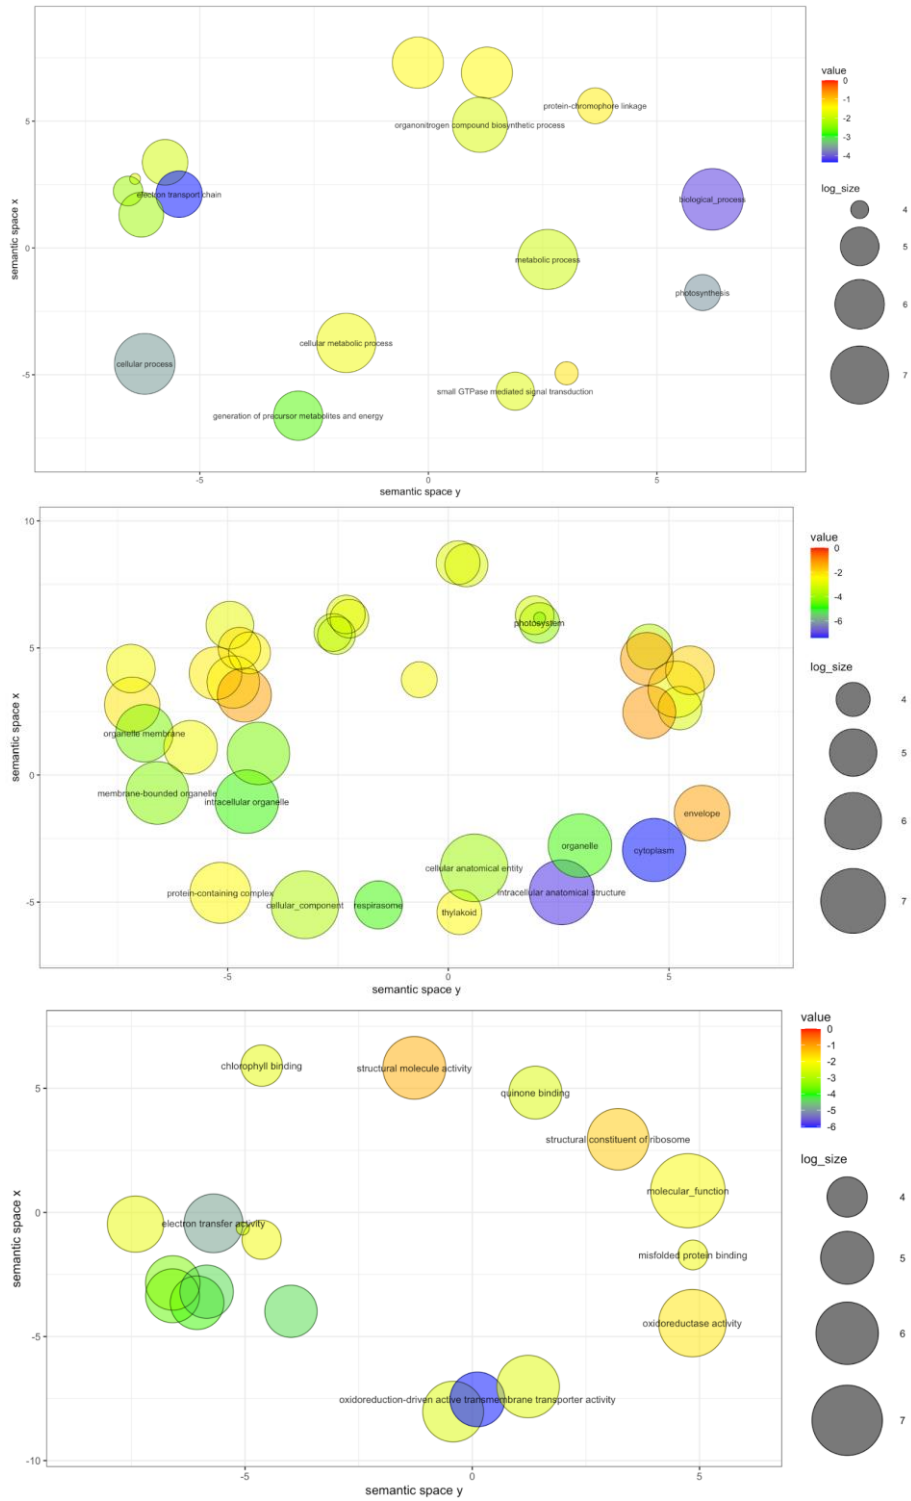 protein-chromophore linkage
organonitrogen compound biosynthetic process
electron transport chain
biological_process
metabolic process
photosynthesis
cellular metabolic process
cellular process
small GTPase mediated signal transduction
generation of precursor metabolites and energy
5
0
-5
-5
0
5
semantic space x
semantic space y
value
0
-1
-2
-3
-4
log_size
4
5
6
7
photosystem
organelle membrane
membrane-bounded organelle
intracellular organelle
envelope
organelle
cytoplasm
cellular anatomical entity
protein-containing complex
intracellular anatomical structure
cellular_component
respirasome
thylakoid
10
5
0
-5
-5
0
5
semantic space x
semantic space y
value
0
-2
-4
-6
log_size
4
5
6
7
chlorophyll binding
structural molecule activity
quinone binding
structural constituent of ribosome
molecular_function
electron transfer activity
misfolded protein binding
oxidoreductase activity
oxidoreduction-driven active transmembrane transporter activity
5
0
-5
-10
-5
0
5
semantic space x
semantic space y
value
0
-1
-2
-3
-4
-5
-6
log_size
4
5
6
7